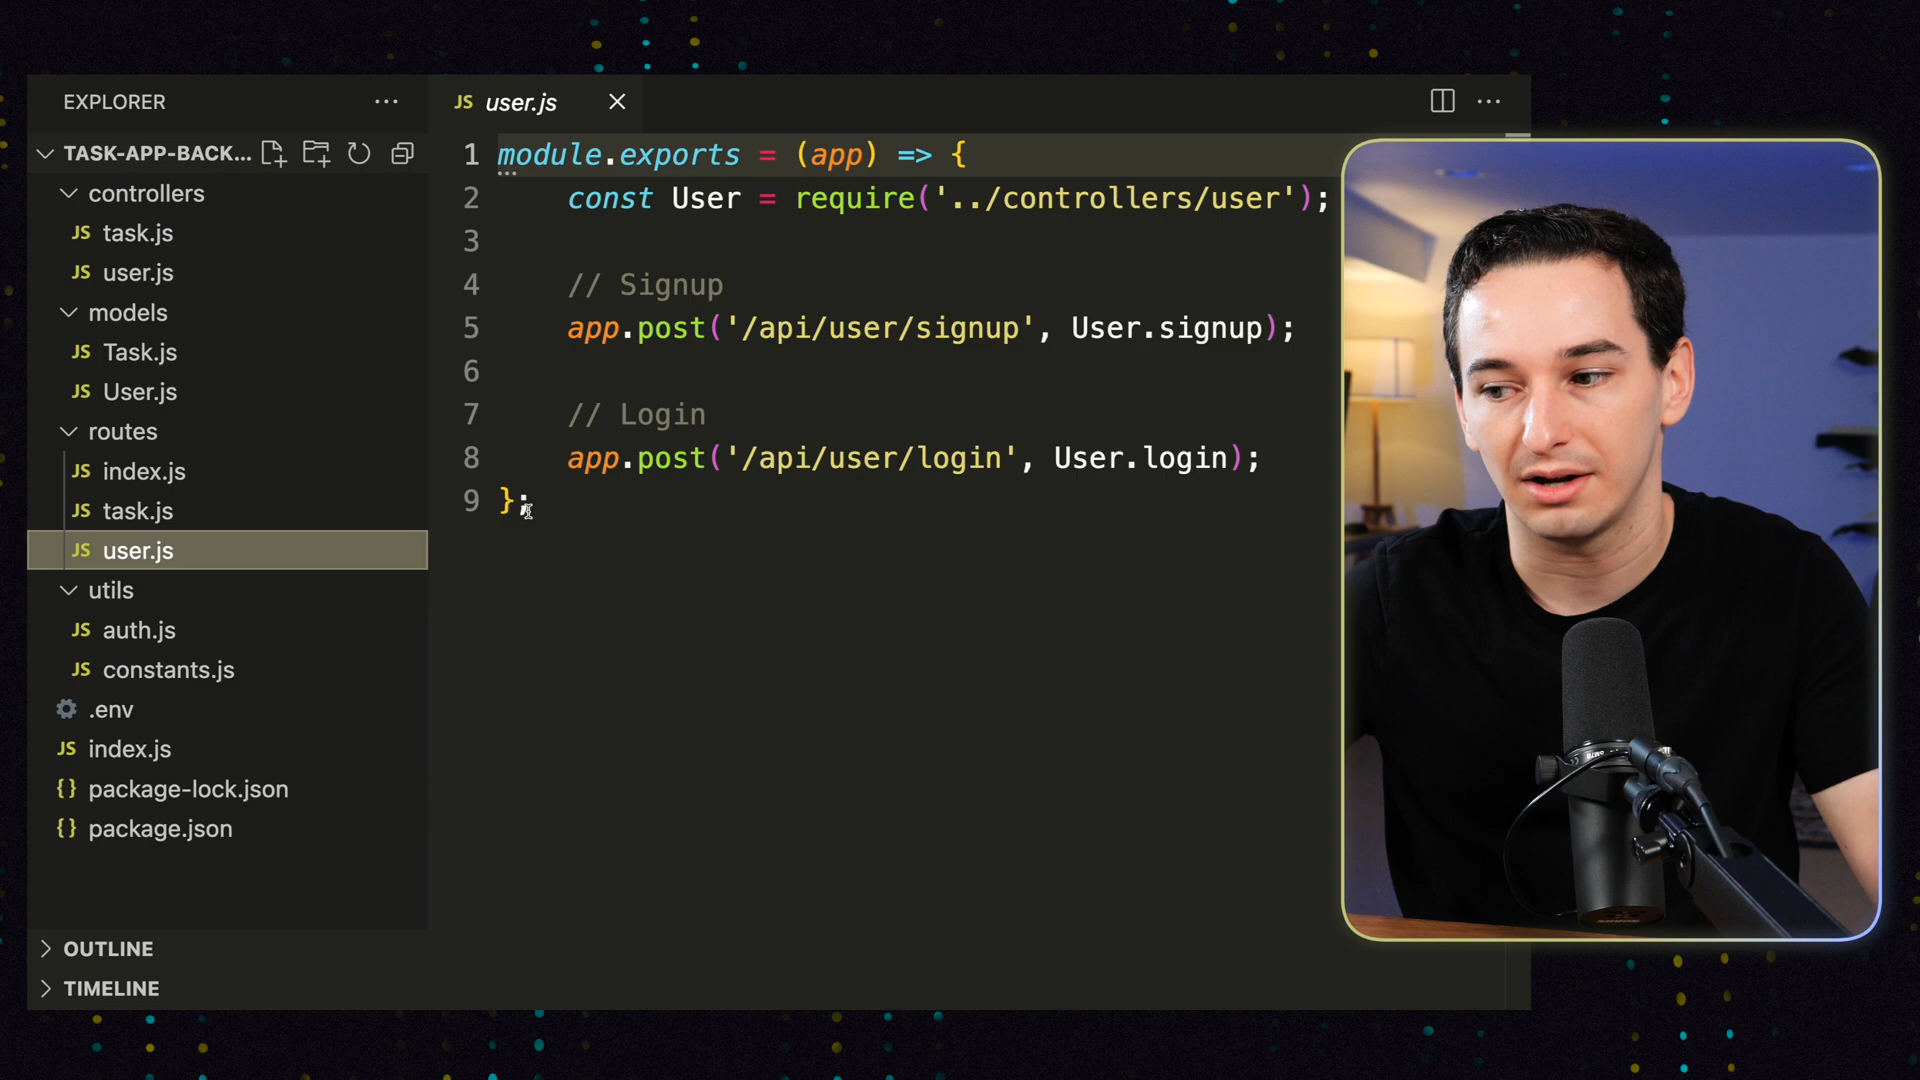 EXPLORER
TASK-APP-BACK...
controllers
JS task.js
JS user.js
models
JS Task.js
JS User.js
routes
JS index.js
JS task.js
JS user.js
utils
JS auth.js
JS constants.js
.env
JS index.js
{} package-lock.json
{} package.json
OUTLINE
TIMELINE
JS user.js
1 module.exports = (app) => {
2 const User = require('../controllers/user');
3
4 // Signup
5 app.post('/api/user/signup', User.signup);
6
7 // Login
8 app.post('/api/user/login', User.login);
9 };